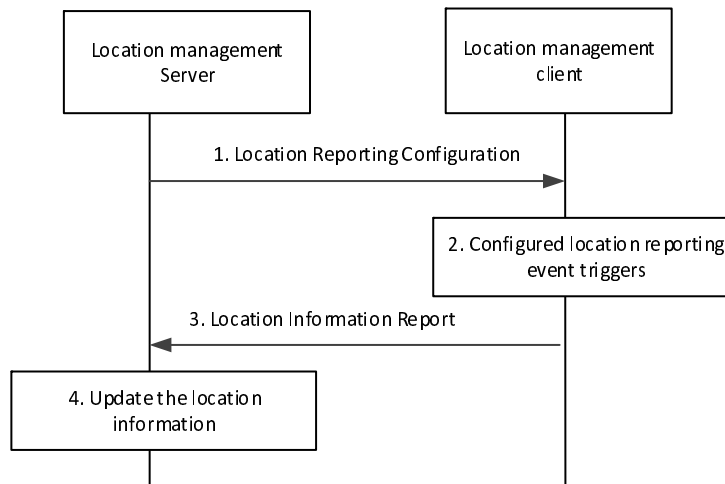 Location management
Server
Location management
client
1. Location Reporting Configuration
2. Configured location reporting
event triggers
3. Location Information Report
4. Update the location
information